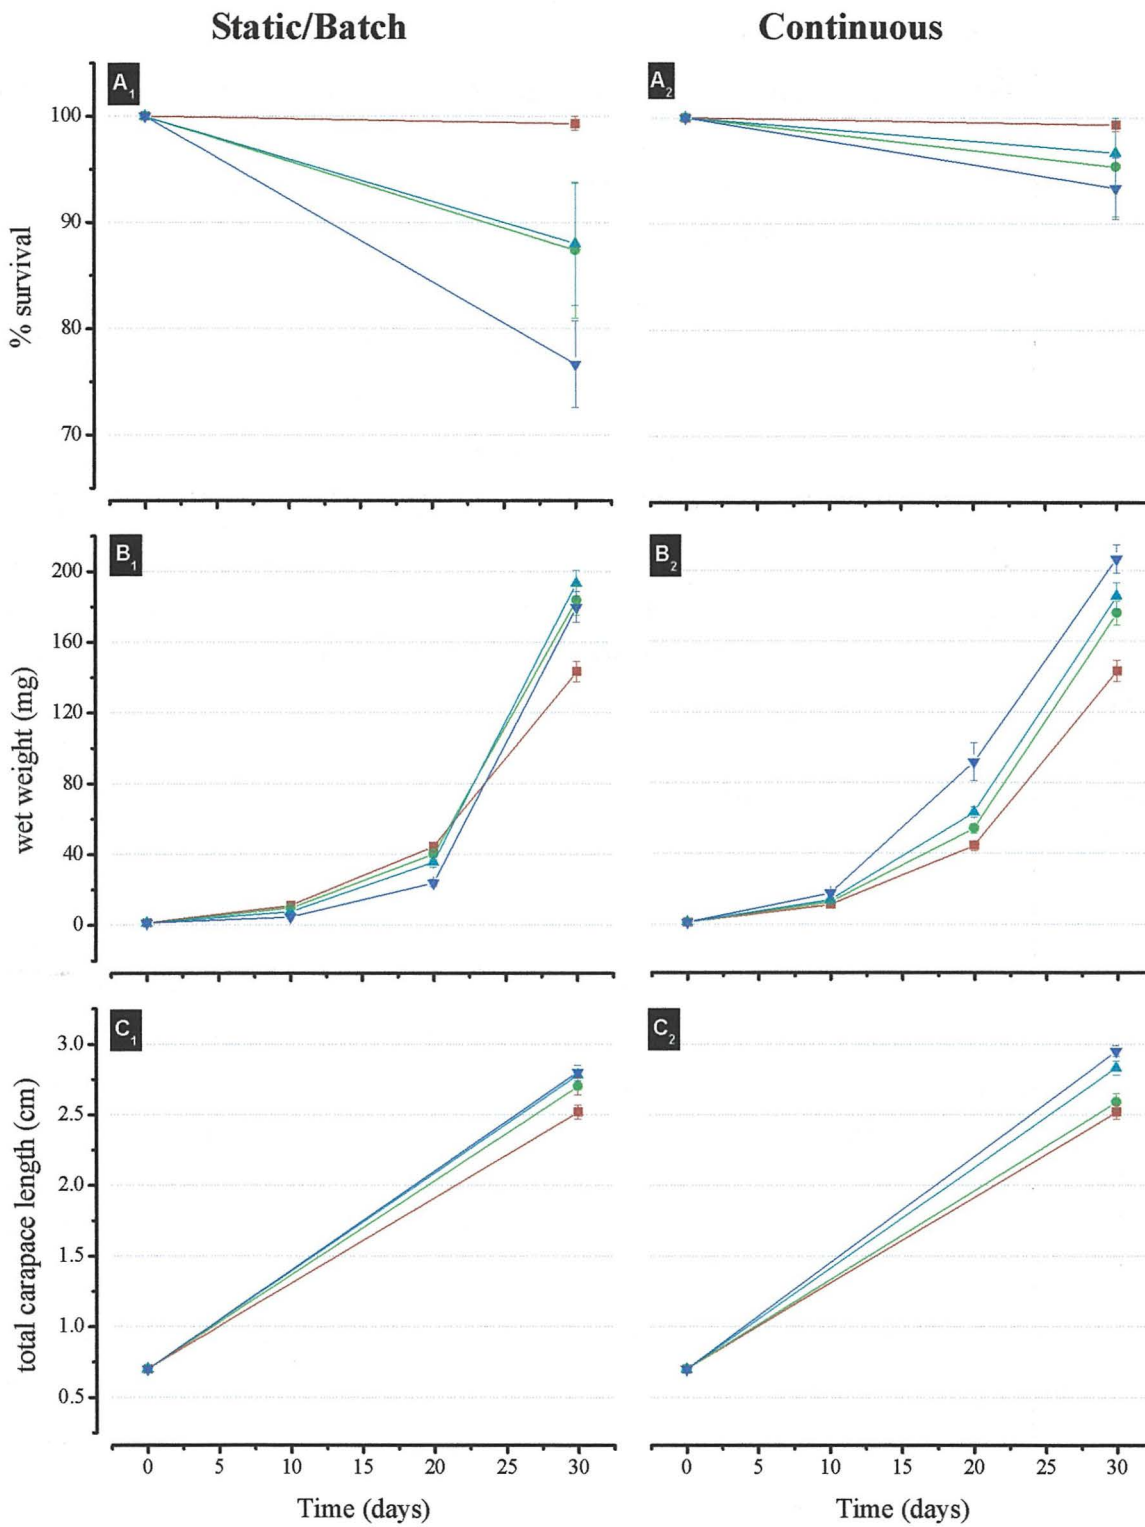 Static/Batch
Continuous
A1
A2
% survival
100
90
80
70
B1
B2
wet weight (mg)
200
160
120
80
40
0
C1
C2
total carapace length (cm)
3.0
2.5
2.0
1.5
1.0
0.5
0 5 10 15 20 25 30
0 5 10 15 20 25 30
Time (days)
Time (days)